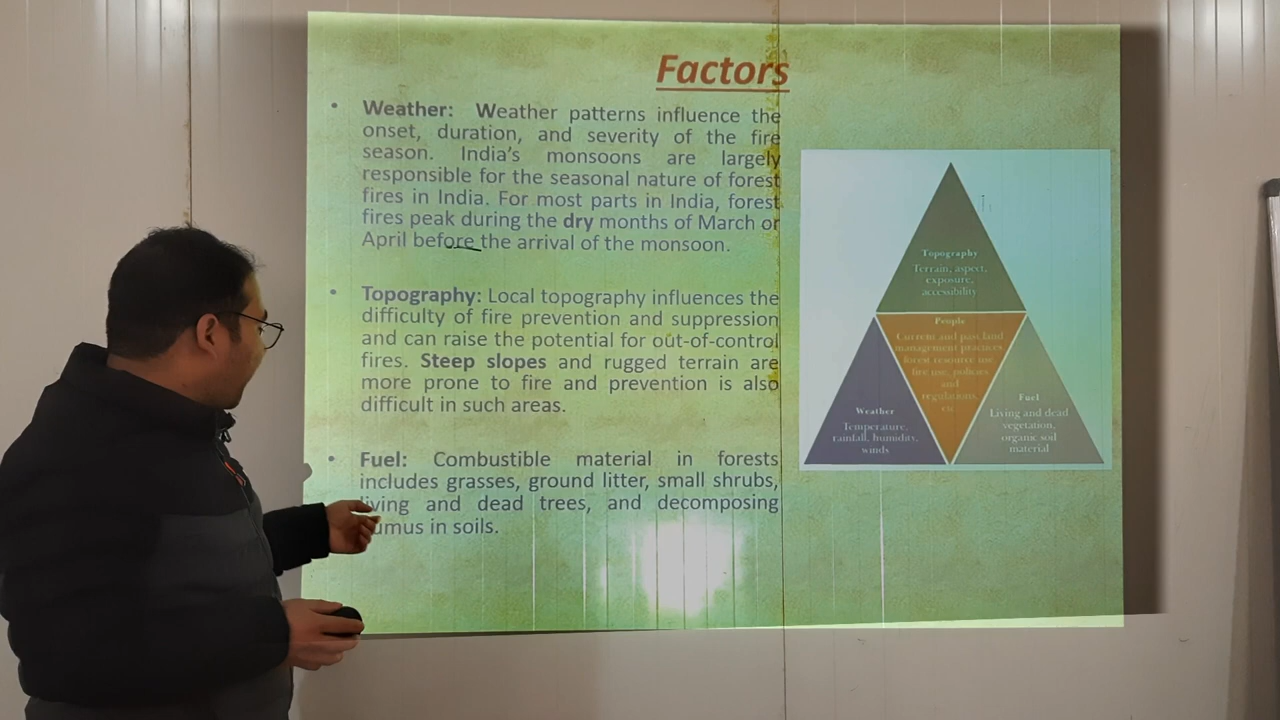 Factors
• Weather: Weather patterns influence the
onset, duration, and severity of the fire
season. India's monsoons are largely
responsible for the seasonal nature of forest
fires in India. For most parts in India, forest
fires peak during the dry months of March or
April before the arrival of the monsoon.
• Topography: Local topography influences the
difficulty of fire prevention and suppression
and can raise the potential for out-of-control
fires. Steep slopes and rugged terrain are
more prone to fire and prevention is also
difficult in such areas.
• Fuel: Combustible material in forests
includes grasses, ground litter, small shrubs,
living and dead trees, and decomposing
umus in soils.
Topography
Terrain, aspect,
exposure,
accessibility
People
Current and past land
management practices
forest resource use
fire use, policies
and
regulations,
etc
Weather
Temperature,
rainfall, humidity,
winds
Fuel
Living and dead
vegetation,
organic soil
material